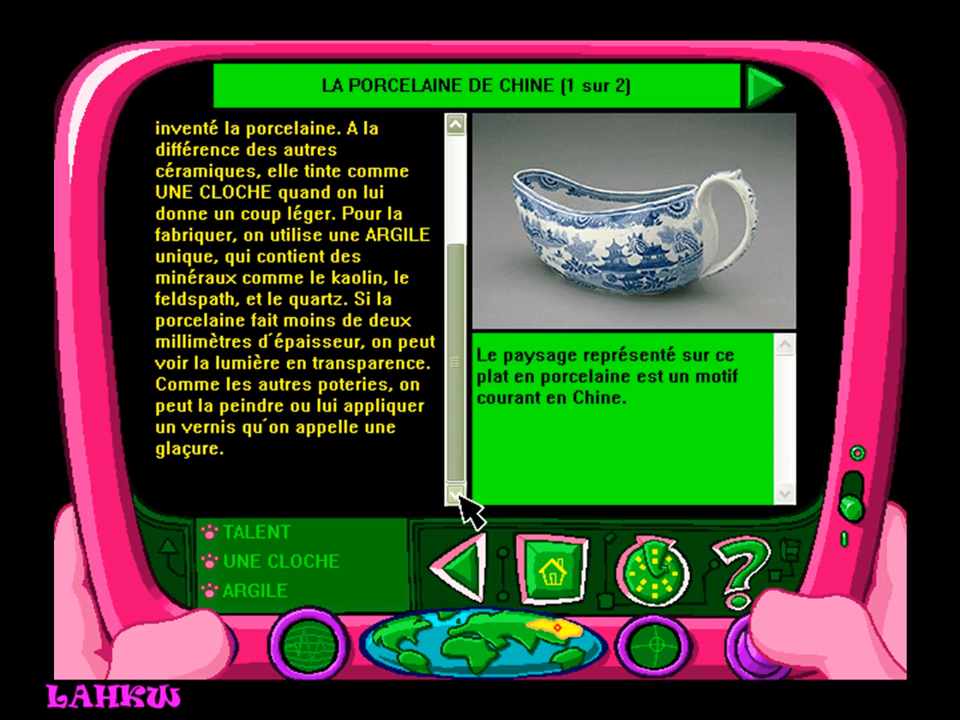 LA PORCELAINE DE CHINE (1 sur 2)
inventé la porcelaine. A la
différence des autres
céramiques, elle tinte comme
UNE CLOCHE quand on lui
donne un coup léger. Pour la
fabriquer, on utilise une ARGILE
unique, qui contient des
minéraux comme le kaolin, le
feldspath, et le quartz. Si la
porcelaine fait moins de deux
millimètres d´épaisseur, on peut
voir la lumière en transparence.
Comme les autres poteries, on
peut la peindre ou lui appliquer
un vernis qu´on appelle une
glaçure.
Le paysage représenté sur ce
plat en porcelaine est un motif
courant en Chine.
TALENT
UNE CLOCHE
ARGILE
?
LAHKW